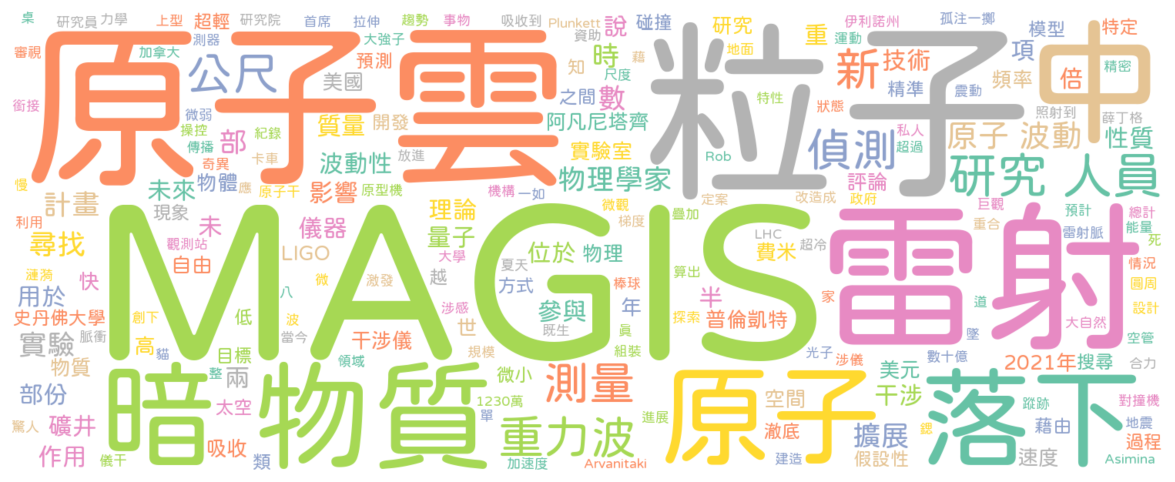 桌 研究員 力學 上型 超輕 首席 拉伸 趨勢 事物 吸收到 Plunkett 說 碰撞 研究 伊利諾州 孤注一擲 模型 特定
審視 加拿大 測器 研究院 大強子 資助 藉 地面 重 運動 項
原子雲 粒子 中
公尺 美國 預測 知 時 尺度 新 技術 頻率 倍 精密
銜接 微弱 質量 開發 之間 數 特性 狀態 精準 震動 照射到
操控 部 紀錄 阿凡尼塔齊 偵測 私人 原子 波動 薛丁格 性質
傳播 奇異 卡車 放進 波動性 實驗室 Rob 超過
慢 未來 物體 應 原子干 影響 原型機 機構 一如 物理學家 定案 改造成 評論 政府 研究 人員
利用 計畫 現象 未 儀器 理論 微觀 梯度 疊加 巨觀 預計 總計
MAGIS 雷射
尋找 觀測站 自由 LIGO 量子 大學 位於 物理 LHC 費米 超冷 重合 雷射脈 能量 死
漣漪 快 微 激發 越 夏天 方式 棒球 算出 家 道 情況 圓周
用於 八 涉感 參與 年 半 探索 大自然 設計
史丹佛大學 創下 低 波 世 既生 眞 普倫凱特 墜 空管
實驗 脈衝 貓 高 目標 當今 干涉儀 規模 組裝 光子 涉儀 數十億 2021年 搜尋 合力
物質 整 兩 領域 微小 測量 美元
暗物質 原子 落下
部份 太空 1230萬 單 進展 空間 干涉 蹤跡 對撞機
驚人 礦井 吸收 重力波 澈底 總 擴展 藉由 地震 過程
作用 儀干 類 加速度 Arvanitaki 建造 假設性 速度 Asimina